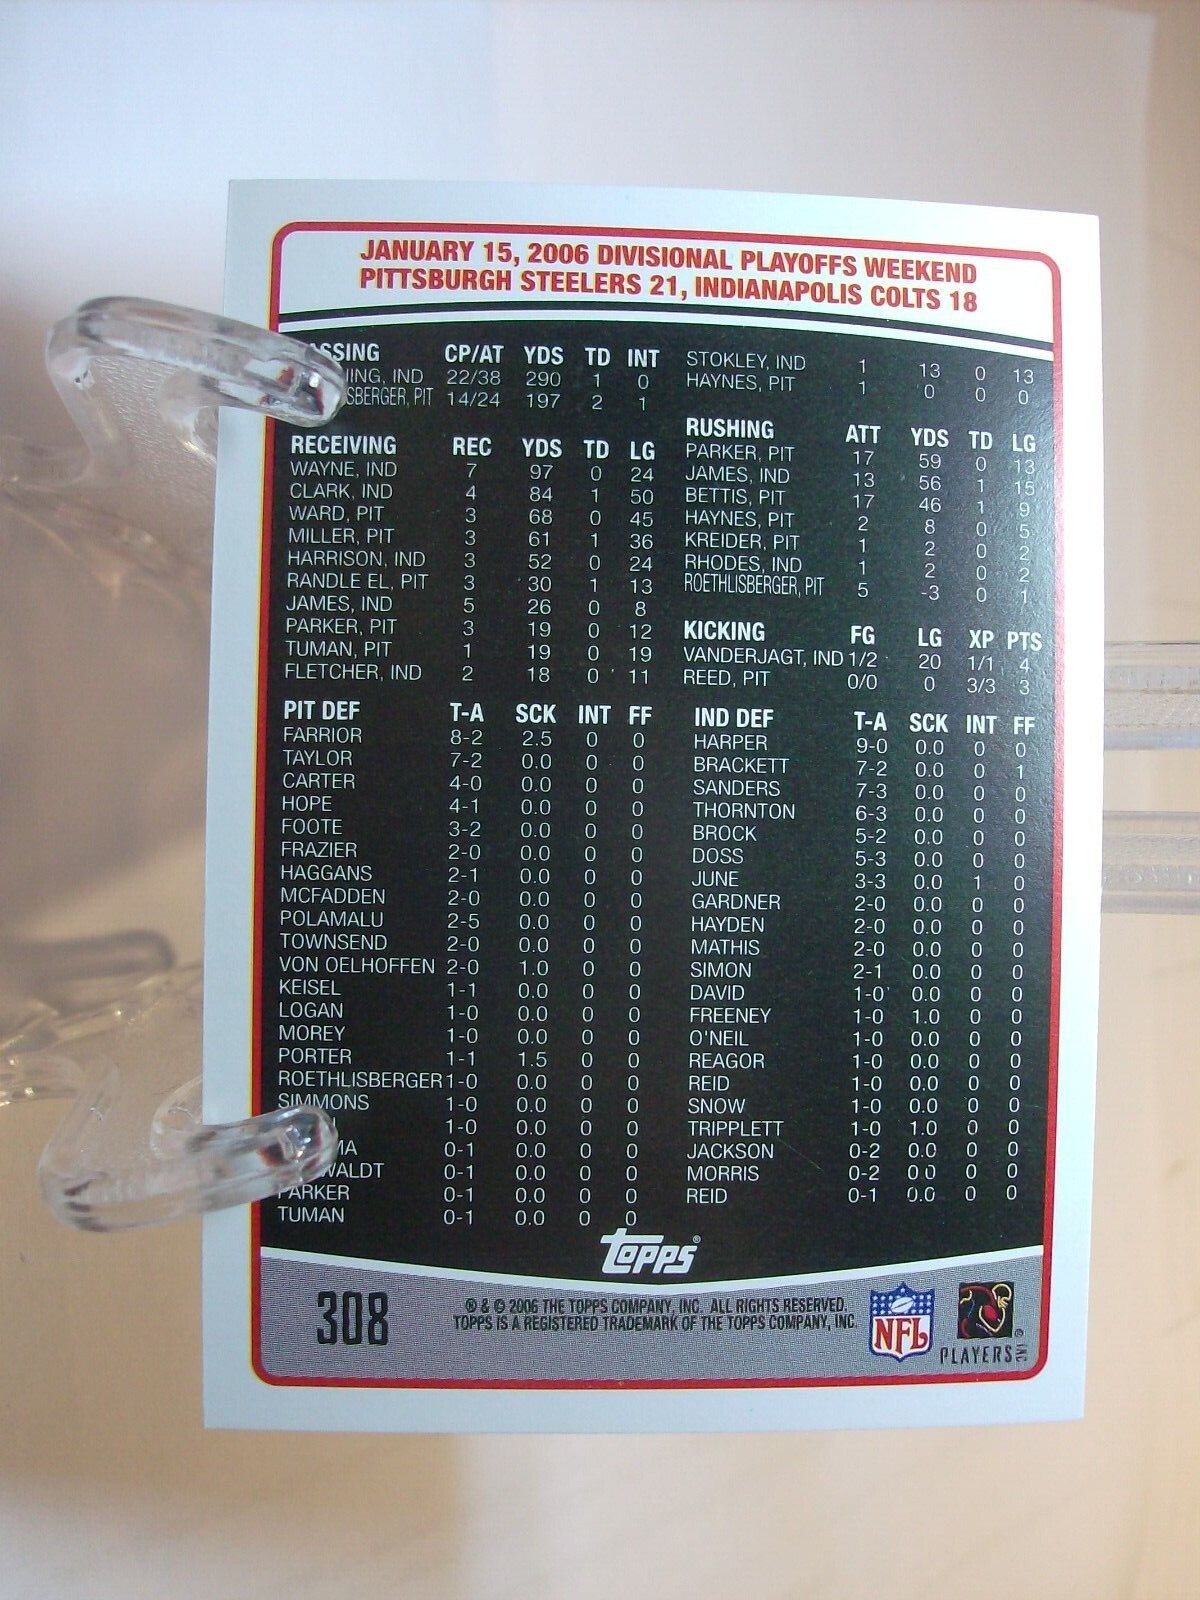 JANUARY 15, 2006 DIVISIONAL PLAYOFFS WEEKEND
PITTSBURGH STEELERS 21, INDIANAPOLIS COLTS 18
CP/AT YDS TD INT
IND 22/38 290 1 0
PIT 14/24 197 2 1
RECEIVING REC YDS TD LG
WAYNE, IND 7 97 0 24
CLARK, IND 4 84 1 50
WARD, PIT 3 68 0 45
MILLER, PIT 3 61 1 36
HARRISON, IND 3 52 0 24
RANDLE EL, PIT 3 30 1 13
JAMES, IND 5 26 0 8
PARKER, PIT 3 19 0 12
TUMAN, PIT 1 19 0 19
FLETCHER, IND 2 18 0 11
STOKLEY, IND 1 13 0 13
HAYNES, PIT 1 0 0 0
RUSHING ATT YDS TD LG
PARKER, PIT 17 59 0 13
JAMES, IND 13 56 1 15
BETTIS, PIT 17 46 1 9
HAYNES, PIT 2 8 0 5
KREIDER, PIT 1 2 0 2
RHODES, IND 1 2 0 2
ROETHLISBERGER, PIT 5 -3 0 1
KICKING FG LG XP PTS
VANDERJAGT, IND 1/2 20 1/1 4
REED, PIT 0/0 0 3/3 3
PIT DEF T-A SCK INT FF
FARRIOR 8-2 2.5 0 0
TAYLOR 7-2 0.0 0 0
CARTER 4-0 0.0 0 0
HOPE 4-1 0.0 0 0
FOOTE 3-2 0.0 0 0
FRAZIER 2-0 0.0 0 0
HAGGANS 2-1 0.0 0 0
MCFADDEN 2-0 0.0 0 0
POLAMALU 2-5 0.0 0 0
TOWNSEND 2-0 0.0 0 0
VON OELHOFFEN 2-0 1.0 0 0
KEISEL 1-1 0.0 0 0
LOGAN 1-0 0.0 0 0
MOREY 1-0 0.0 0 0
PORTER 1-1 1.5 0 0
ROETHLISBERGER 1-0 0.0 0 0
SIMMONS 1-0 0.0 0 0
1-0 0.0 0 0
0-1 0.0 0 0
0-1 0.0 0 0
PARKER 0-1 0.0 0 0
TUMAN 0-1 0.0 0 0
IND DEF T-A SCK INT FF
HARPER 9-0 0.0 0 0
BRACKETT 7-2 0.0 0 1
SANDERS 7-3 0.0 0 0
THORNTON 6-3 0.0 0 0
BROCK 5-2 0.0 0 0
DOSS 5-3 0.0 0 0
JUNE 3-3 0.0 1 0
GARDNER 2-0 0.0 0 0
HAYDEN 2-0 0.0 0 0
MATHIS 2-0 0.0 0 0
SIMON 2-1 0.0 0 0
DAVID 1-0 0.0 0 0
FREENEY 1-0 1.0 0 0
O'NEIL 1-0 0.0 0 0
REAGOR 1-0 0.0 0 0
REID 1-0 0.0 0 0
SNOW 1-0 0.0 0 0
TRIPPLETT 1-0 1.0 0 0
JACKSON 0-2 0.0 0 0
MORRIS 0-2 0.0 0 0
REID 0-1 0.0 0 0
Topps®
308
® & © 2006 THE TOPPS COMPANY, INC. ALL RIGHTS RESERVED.
TOPPS IS A REGISTERED TRADEMARK OF THE TOPPS COMPANY, INC.
NFL
PLAYERS INC ®